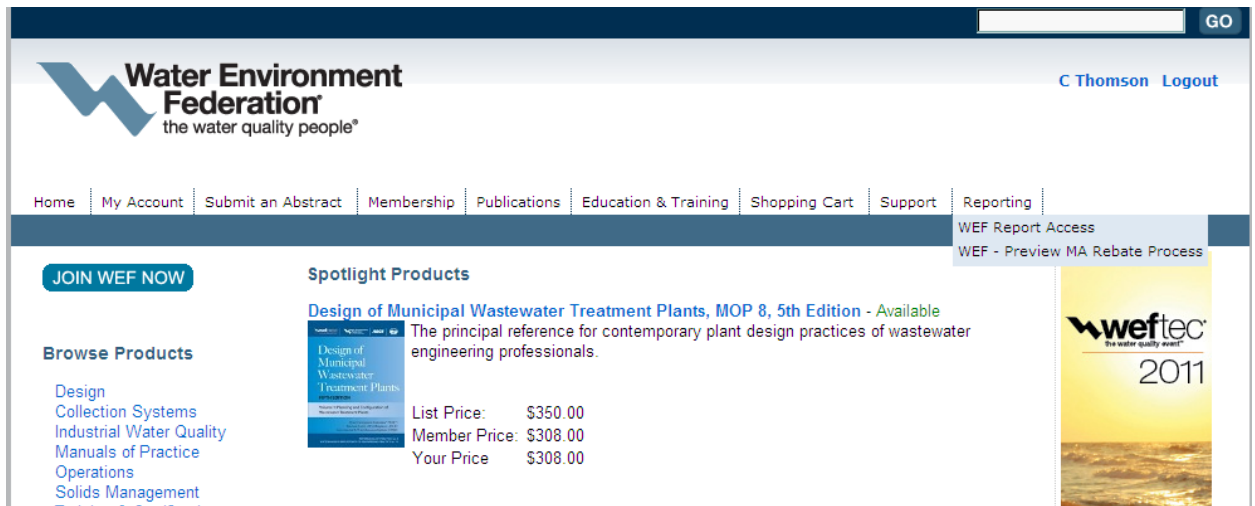 GO
Water Environment
Federation®
the water quality people®
C Thomson Logout
Home My Account Submit an Abstract Membership Publications Education & Training Shopping Cart Support Reporting
WEF Report Access
WEF - Preview MA Rebate Process
JOIN WEF NOW
Spotlight Products
Design of Municipal Wastewater Treatment Plants, MOP 8, 5th Edition - Available
The principal reference for contemporary plant design practices of wastewater
engineering professionals.
Design of
Municipal
Wastewater
Treatment Plants
List Price: $350.00
Member Price: $308.00
Your Price $308.00
Browse Products
Design
Collection Systems
Industrial Water Quality
Manuals of Practice
Operations
Solids Management
weftec
the water quality event
2011